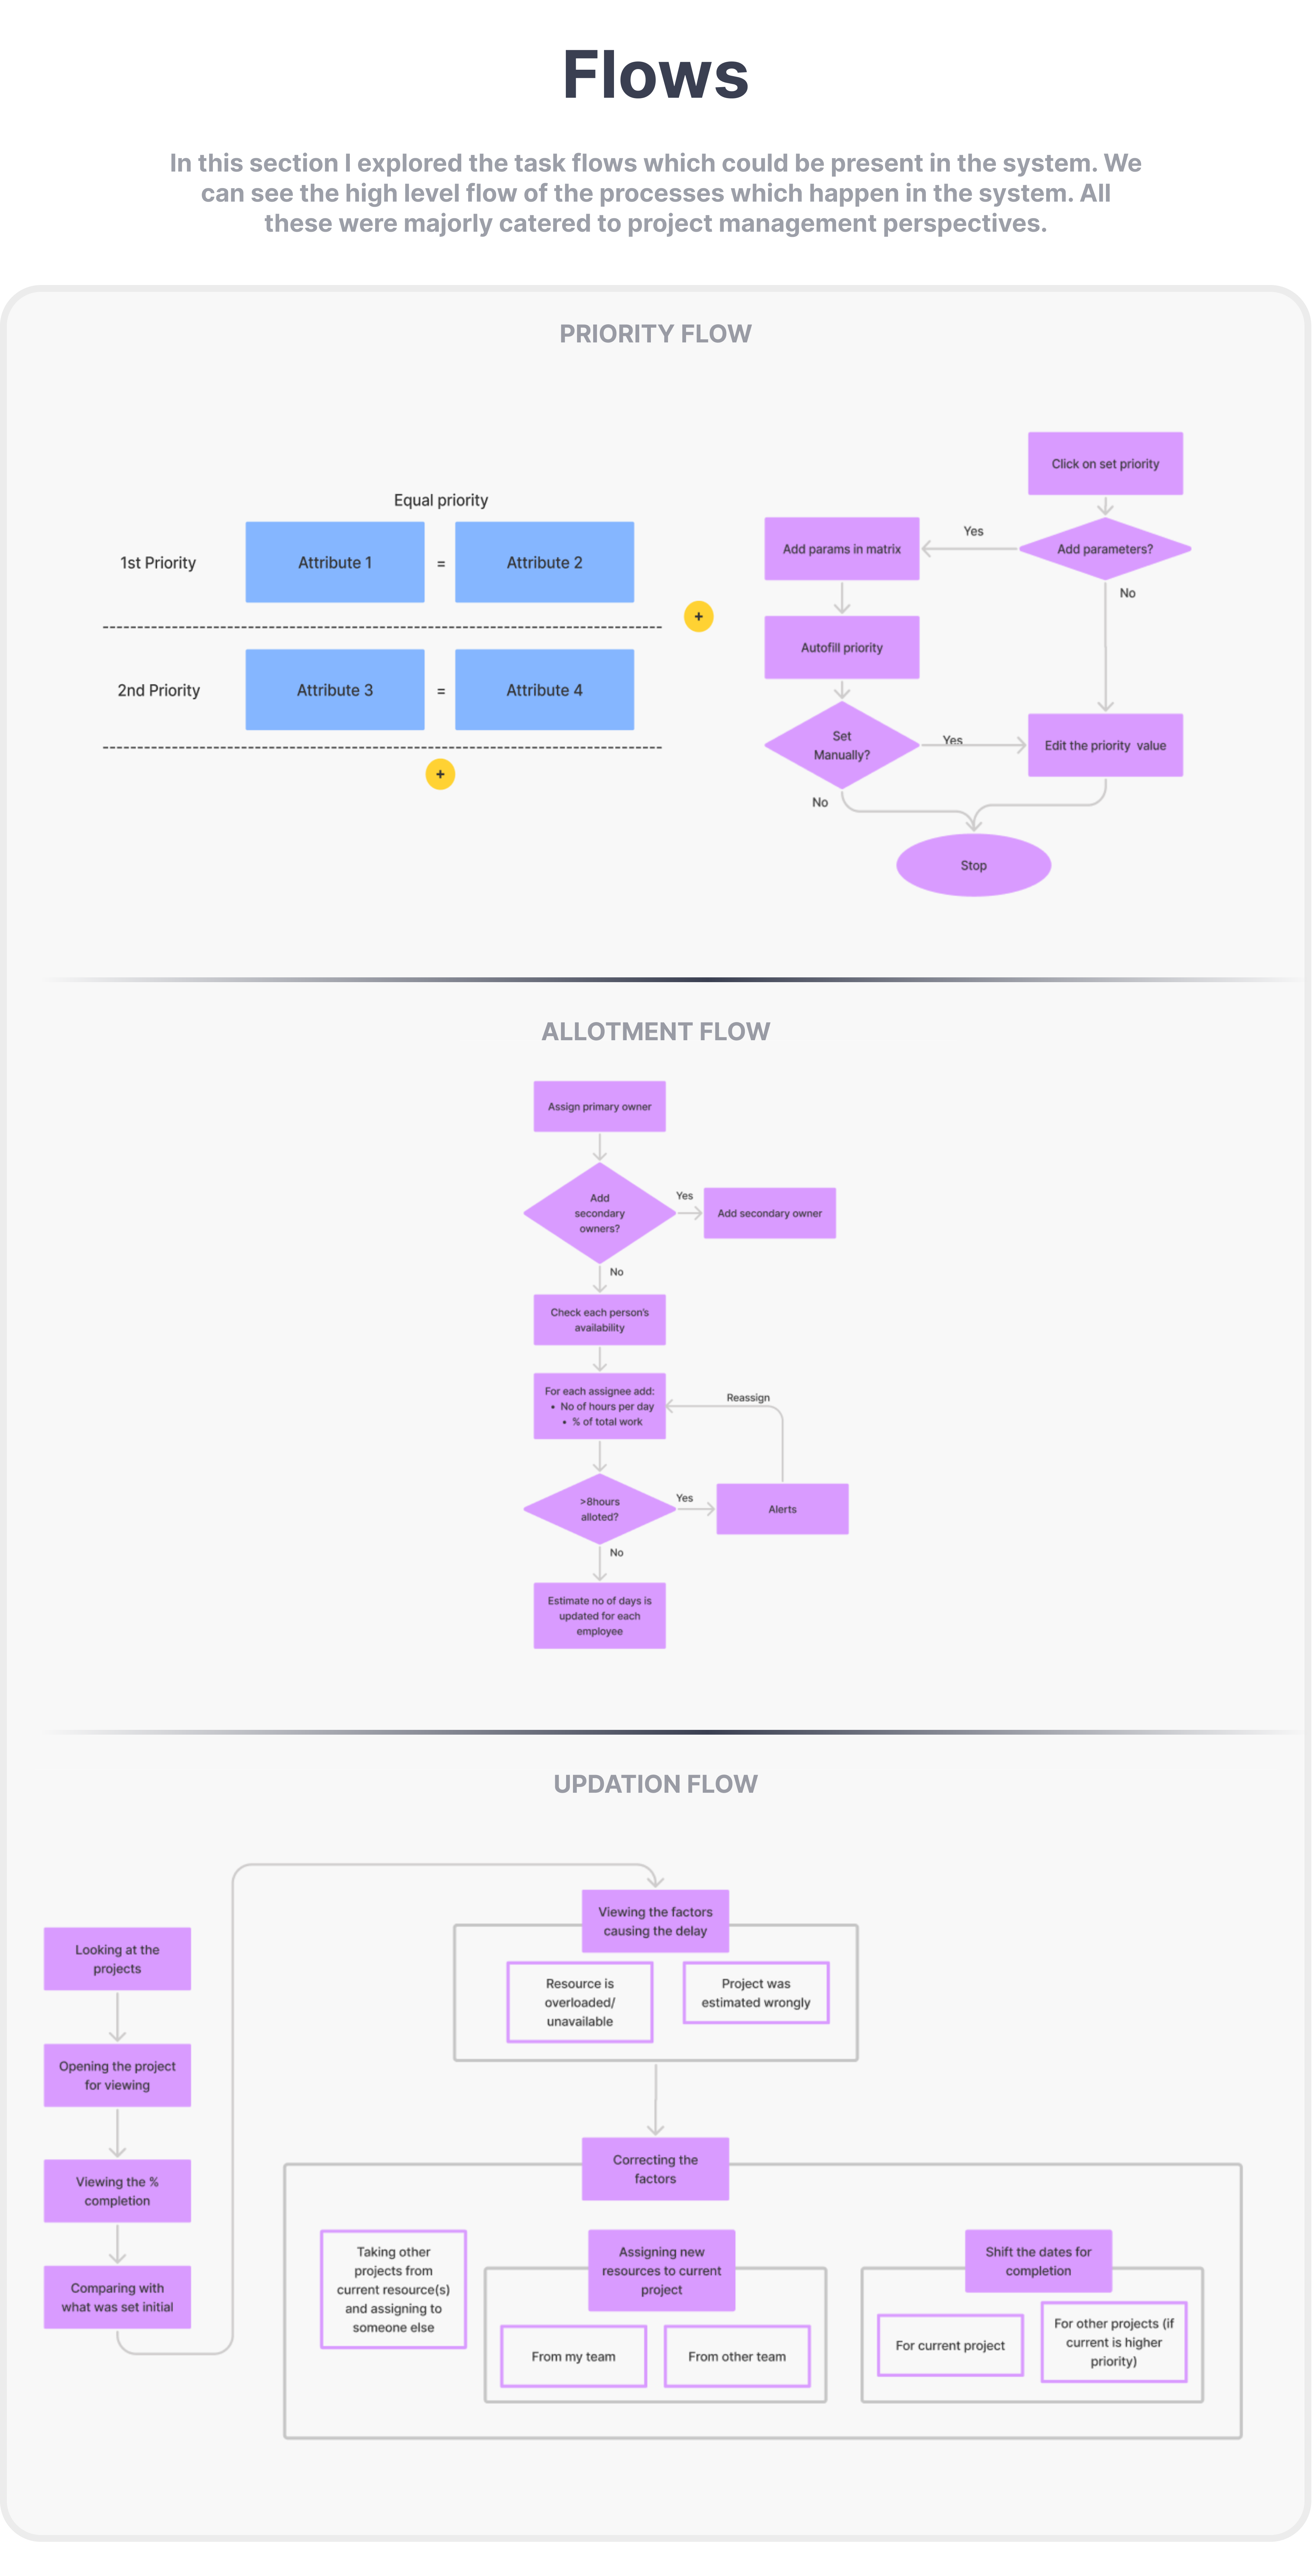 Flows
In this section I explored the task flows which could be present in the system. We
can see the high level flow of the processes which happen in the system. All
these were majorly catered to project management perspectives.
PRIORITY FLOW
Equal priority
1st Priority
Attribute 1
=
Attribute 2
+
2nd Priority
Attribute 3
=
Attribute 4
+
Click on set priority
Add parameters?
Yes
Add params in matrix
No
Autofill priority
Set
Manually?
Yes
Edit the priority value
No
Stop
ALLOTMENT FLOW
Assign primary owner
Add
secondary
owners?
Yes
Add secondary owner
No
Check each person's
availability
For each assignee add:
• No of hours per day
• % of total work
Reassign
>8hours
alloted?
Yes
Alerts
No
Estimate no of days is
updated for each
employee
UPDATION FLOW
Looking at the
projects
Opening the project
for viewing
Viewing the %
completion
Comparing with
what was set initial
Viewing the factors
causing the delay
Resource is
overloaded/
unavailable
Project was
estimated wrongly
Correcting the
factors
Taking other
projects from
current resource(s)
and assigning to
someone else
Assigning new
resources to current
project
From my team
From other team
Shift the dates for
completion
For current project
For other projects (if
current is higher
priority)